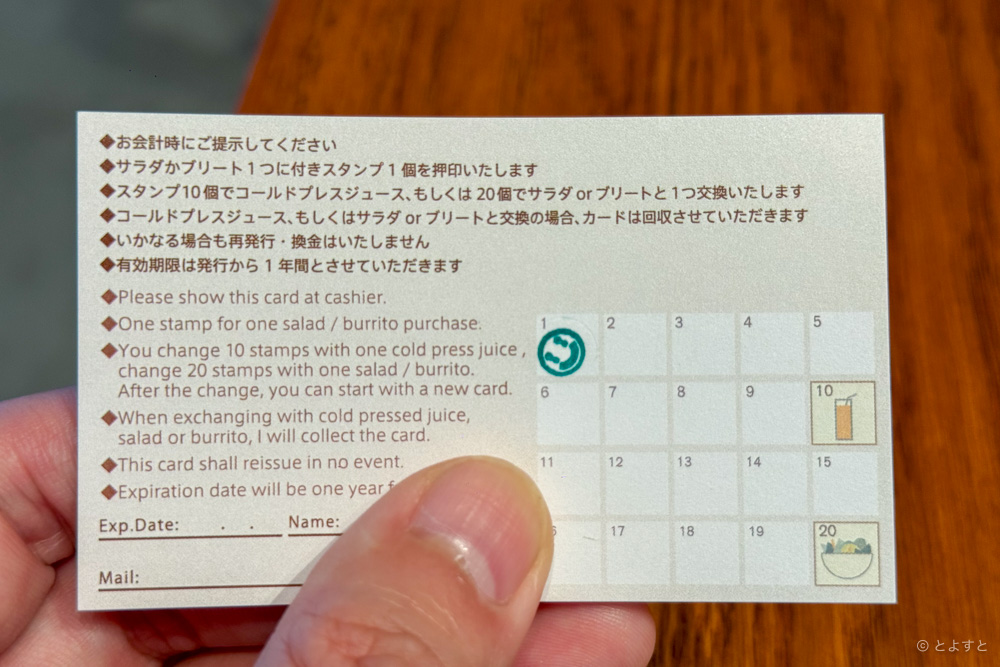 ◆お会計時にご提示してください
◆サラダかブリート1つに付きスタンプ1個を押印いたします
◆スタンプ10個でコールドプレスジュース、もしくは20個でサラダorブリートと1つ交換いたします
◆コールドプレスジュース、もしくはサラダorブリートと交換の場合、カードは回収させていただきます
◆いかなる場合も再発行・換金はいたしません
◆有効期限は発行から1年間とさせていただきます
◆Please show this card at cashier.
◆One stamp for one salad / burrito purchase.
◆You change 10 stamps with one cold press juice ,
change 20 stamps with one salad / burrito.
After the change, you can start with a new card.
◆When exchanging with cold pressed juice,
salad or burrito, I will collect the card.
◆This card shall reissue in no event.
◆Expiration date will be one year
Exp.Date: . . Name:
Mail:
1 2 3 4 5
6 7 8 9 10
11 12 13 14 15
17 18 19 20
© とよすと